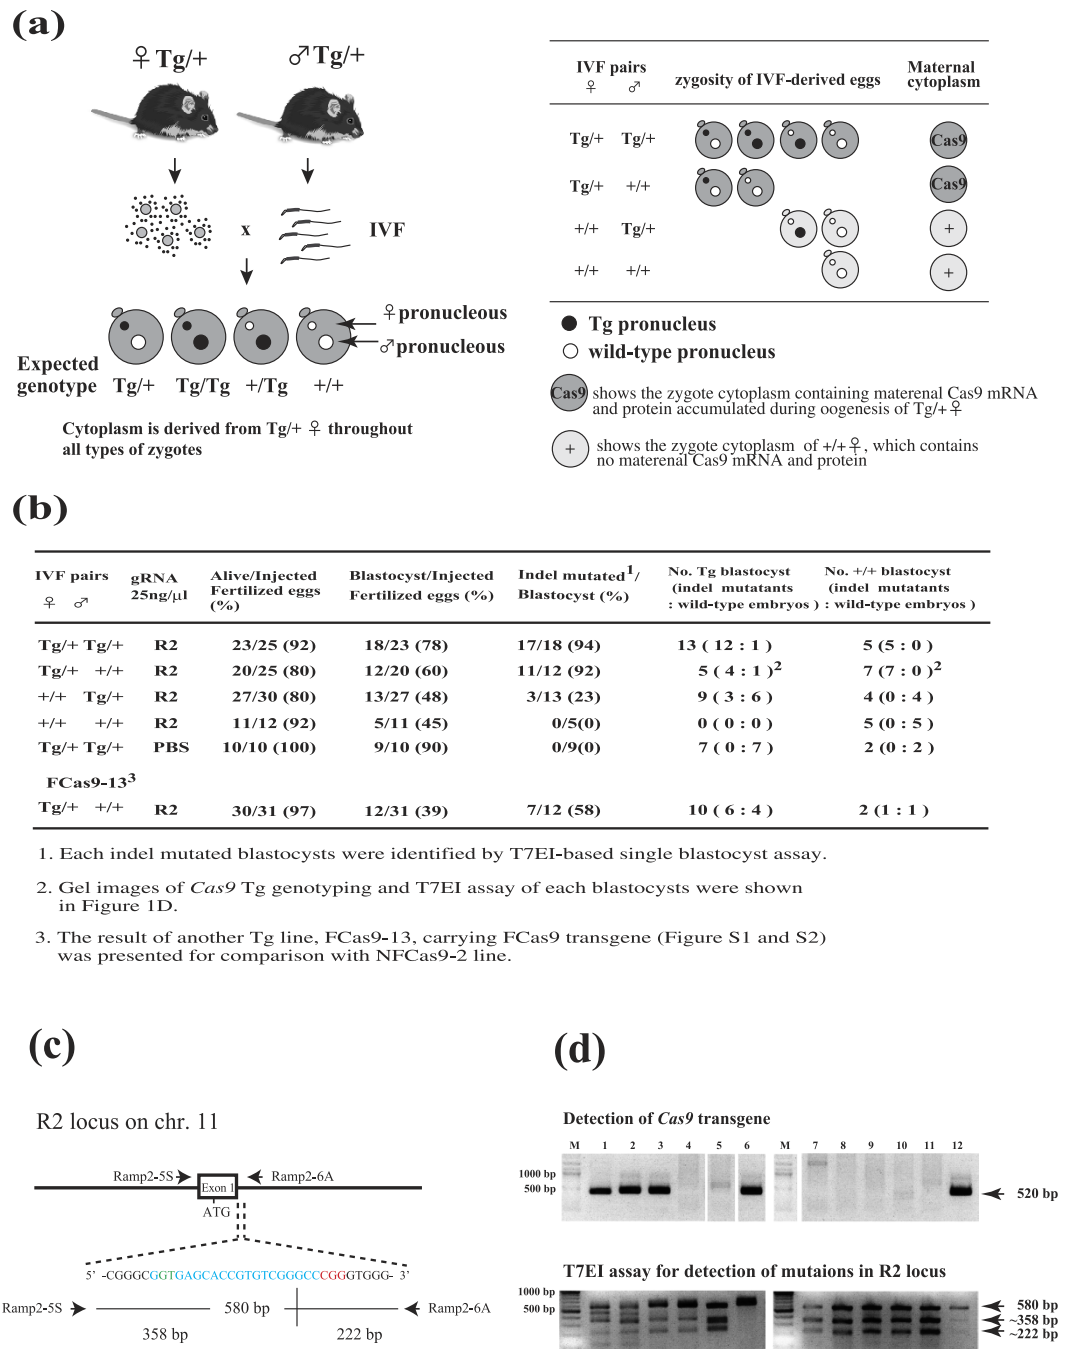 (a)
♀ Tg/+ ♂ Tg/+
x IVF
♀pronucleous
♂pronucleous
Expected
genotype Tg/+ Tg/Tg +/Tg +/+
Cytoplasm is derived from Tg/+ ♀ throughout
all types of zygotes
IVF pairs zygosity of IVF-derived eggs Maternal
♀ ♂ cytoplasm
Tg/+ Tg/+ Cas9
Tg/+ +/+ Cas9
+/+ Tg/+ +
+/+ +/+ +
Tg pronucleus
wild-type pronucleus
Cas9 shows the zygote cytoplasm containing materenal Cas9 mRNA
and protein accumulated during oogenesis of Tg/+ ♀
+ shows the zygote cytoplasm of +/+ ♀, which contains
no materenal Cas9 mRNA and protein
(b)
IVF pairs gRNA Alive/Injected Blastocyst/Injected Indel mutated1/ No. Tg blastocyst No. +/+ blastocyst
♀ ♂ 25ng/μl Fertilized eggs Fertilized eggs (%) Blastocyst (%) (indel mutatants (indel mutatants
(%) : wild-type embryos ) : wild-type embryos )
Tg/+ Tg/+ R2 23/25 (92) 18/23 (78) 17/18 (94) 13 ( 12 : 1 ) 5 (5 : 0 )
Tg/+ +/+ R2 20/25 (80) 12/20 (60) 11/12 (92) 5 ( 4 : 1 )2 7 (7 : 0 )2
+/+ Tg/+ R2 27/30 (80) 13/27 (48) 3/13 (23) 9 ( 3 : 6 ) 4 (0 : 4 )
+/+ +/+ R2 11/12 (92) 5/11 (45) 0/5(0) 0 ( 0 : 0 ) 5 (0 : 5 )
Tg/+ Tg/+ PBS 10/10 (100) 9/10 (90) 0/9(0) 7 ( 0 : 7 ) 2 (0 : 2 )
FCas9-133
Tg/+ +/+ R2 30/31 (97) 12/31 (39) 7/12 (58) 10 ( 6 : 4 ) 2 (1 : 1 )
1. Each indel mutated blastocysts were identified by T7EI-based single blastocyst assay.
2. Gel images of Cas9 Tg genotyping and T7EI assay of each blastocysts were shown
in Figure 1D.
3. The result of another Tg line, FCas9-13, carrying FCas9 transgene (Figure S1 and S2)
was presented for comparison with NFCas9-2 line.
(c)
R2 locus on chr. 11
Ramp2-5S Exon 1 Ramp2-6A
ATG
5' -CGGGCGGTGAGCACCGTGTCGGGCCCGGGTGGG- 3'
Ramp2-5S 580 bp Ramp2-6A
358 bp 222 bp
(d)
Detection of Cas9 transgene
M 1 2 3 4 5 6 M 7 8 9 10 11 12
1000 bp
500 bp 520 bp
T7EI assay for detection of mutaions in R2 locus
1000 bp
500 bp 580 bp
~358 bp
~222 bp